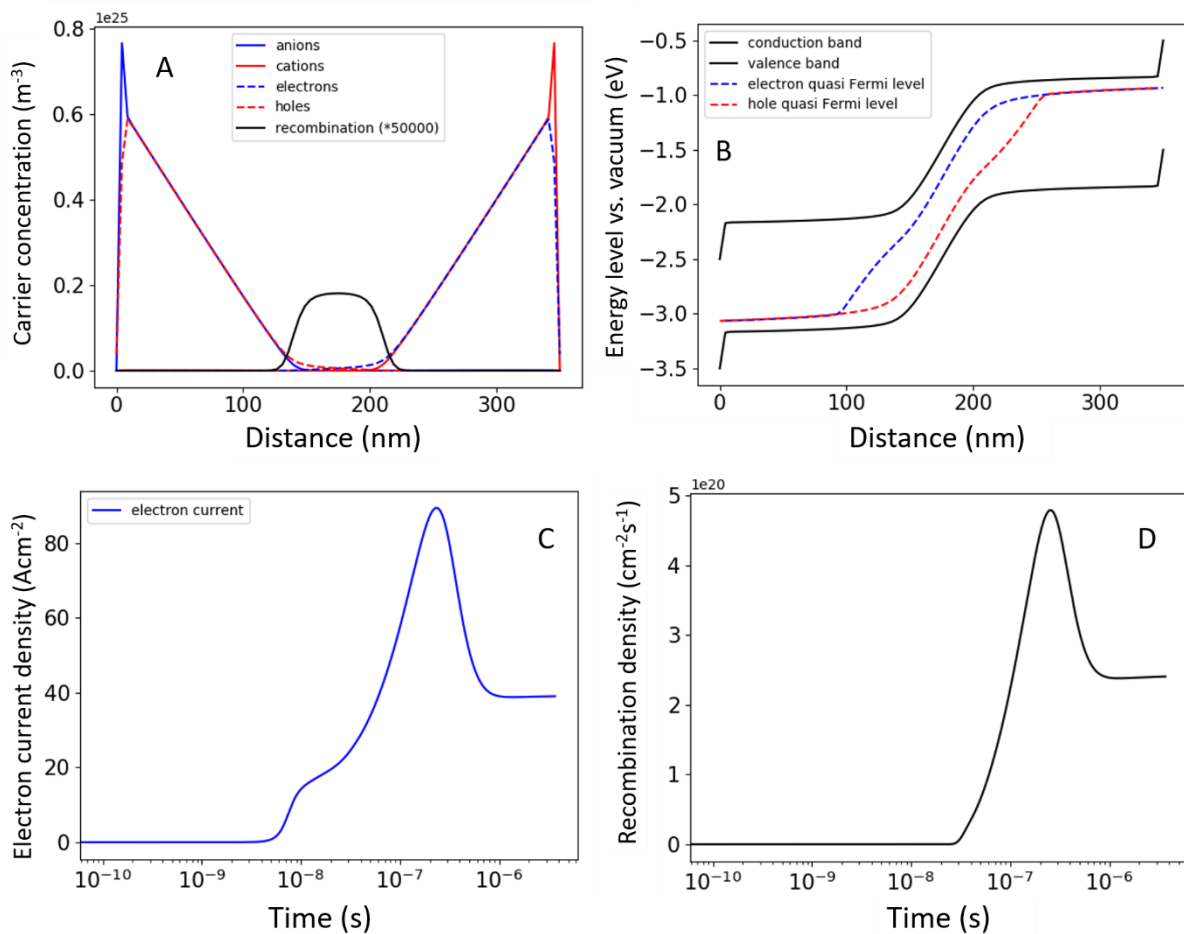 1e25
0.8
0.6
0.4
0.2
0.0
Carrier concentration (m⁻³)
A
anions
cations
electrons
holes
recombination (*50000)
0
100
200
300
Distance (nm)
−0.5
−1.0
−1.5
−2.0
−2.5
−3.0
−3.5
Energy level vs. vacuum (eV)
B
conduction band
valence band
electron quasi Fermi level
hole quasi Fermi level
0
100
200
300
Distance (nm)
80
60
40
20
0
Electron current density (Acm⁻²)
electron current
C
10⁻¹⁰
10⁻⁹
10⁻⁸
10⁻⁷
10⁻⁶
Time (s)
1e20
5
4
3
2
1
0
Recombination density (cm⁻²s⁻¹)
D
10⁻¹⁰
10⁻⁹
10⁻⁸
10⁻⁷
10⁻⁶
Time (s)